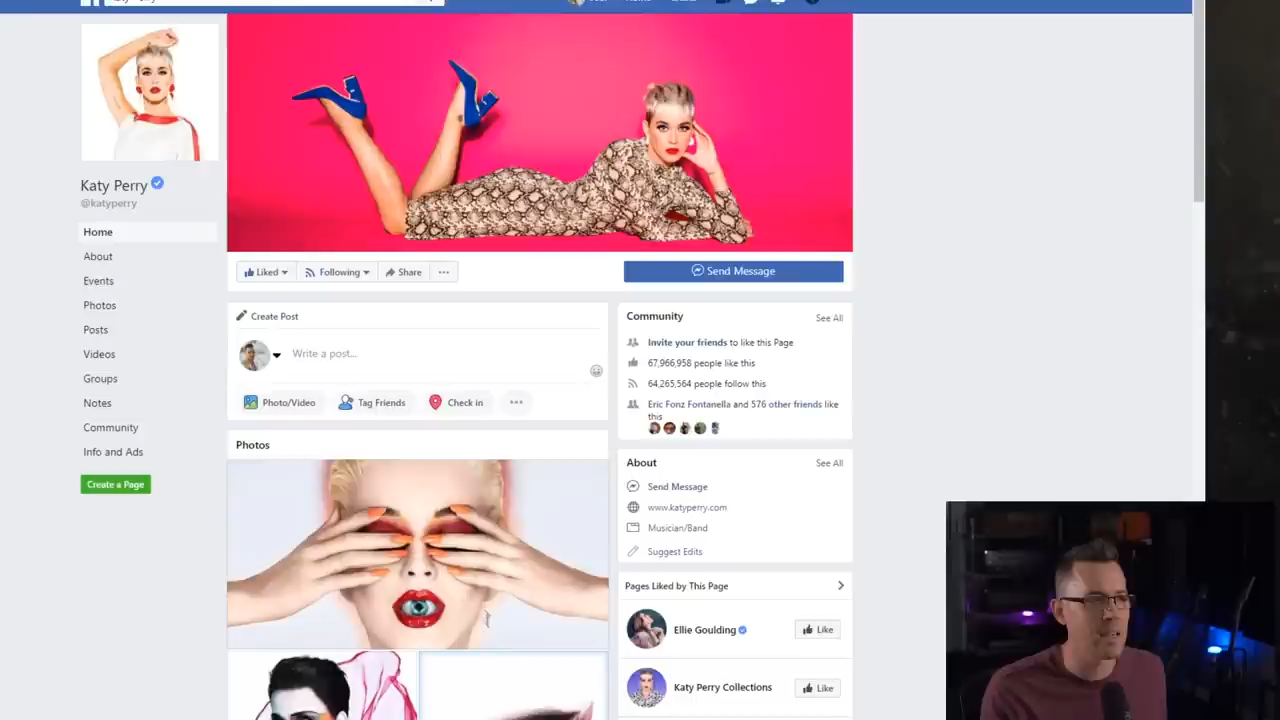 Katy Perry
@katyperry
Home
About
Events
Photos
Posts
Videos
Groups
Notes
Community
Info and Ads
Create a Page
Liked
Following
Share
Send Message
Create Post
Write a post...
Photo/Video
Tag Friends
Check in
Photos
Community
See All
Invite your friends to like this Page
67,966,958 people like this
64,265,564 people follow this
Eric Fonz Fontanella and 576 other friends like
this
About
See All
Send Message
www.katyperry.com
Musician/Band
Suggest Edits
Pages Liked by This Page
Ellie Goulding
Like
Katy Perry Collections
Like